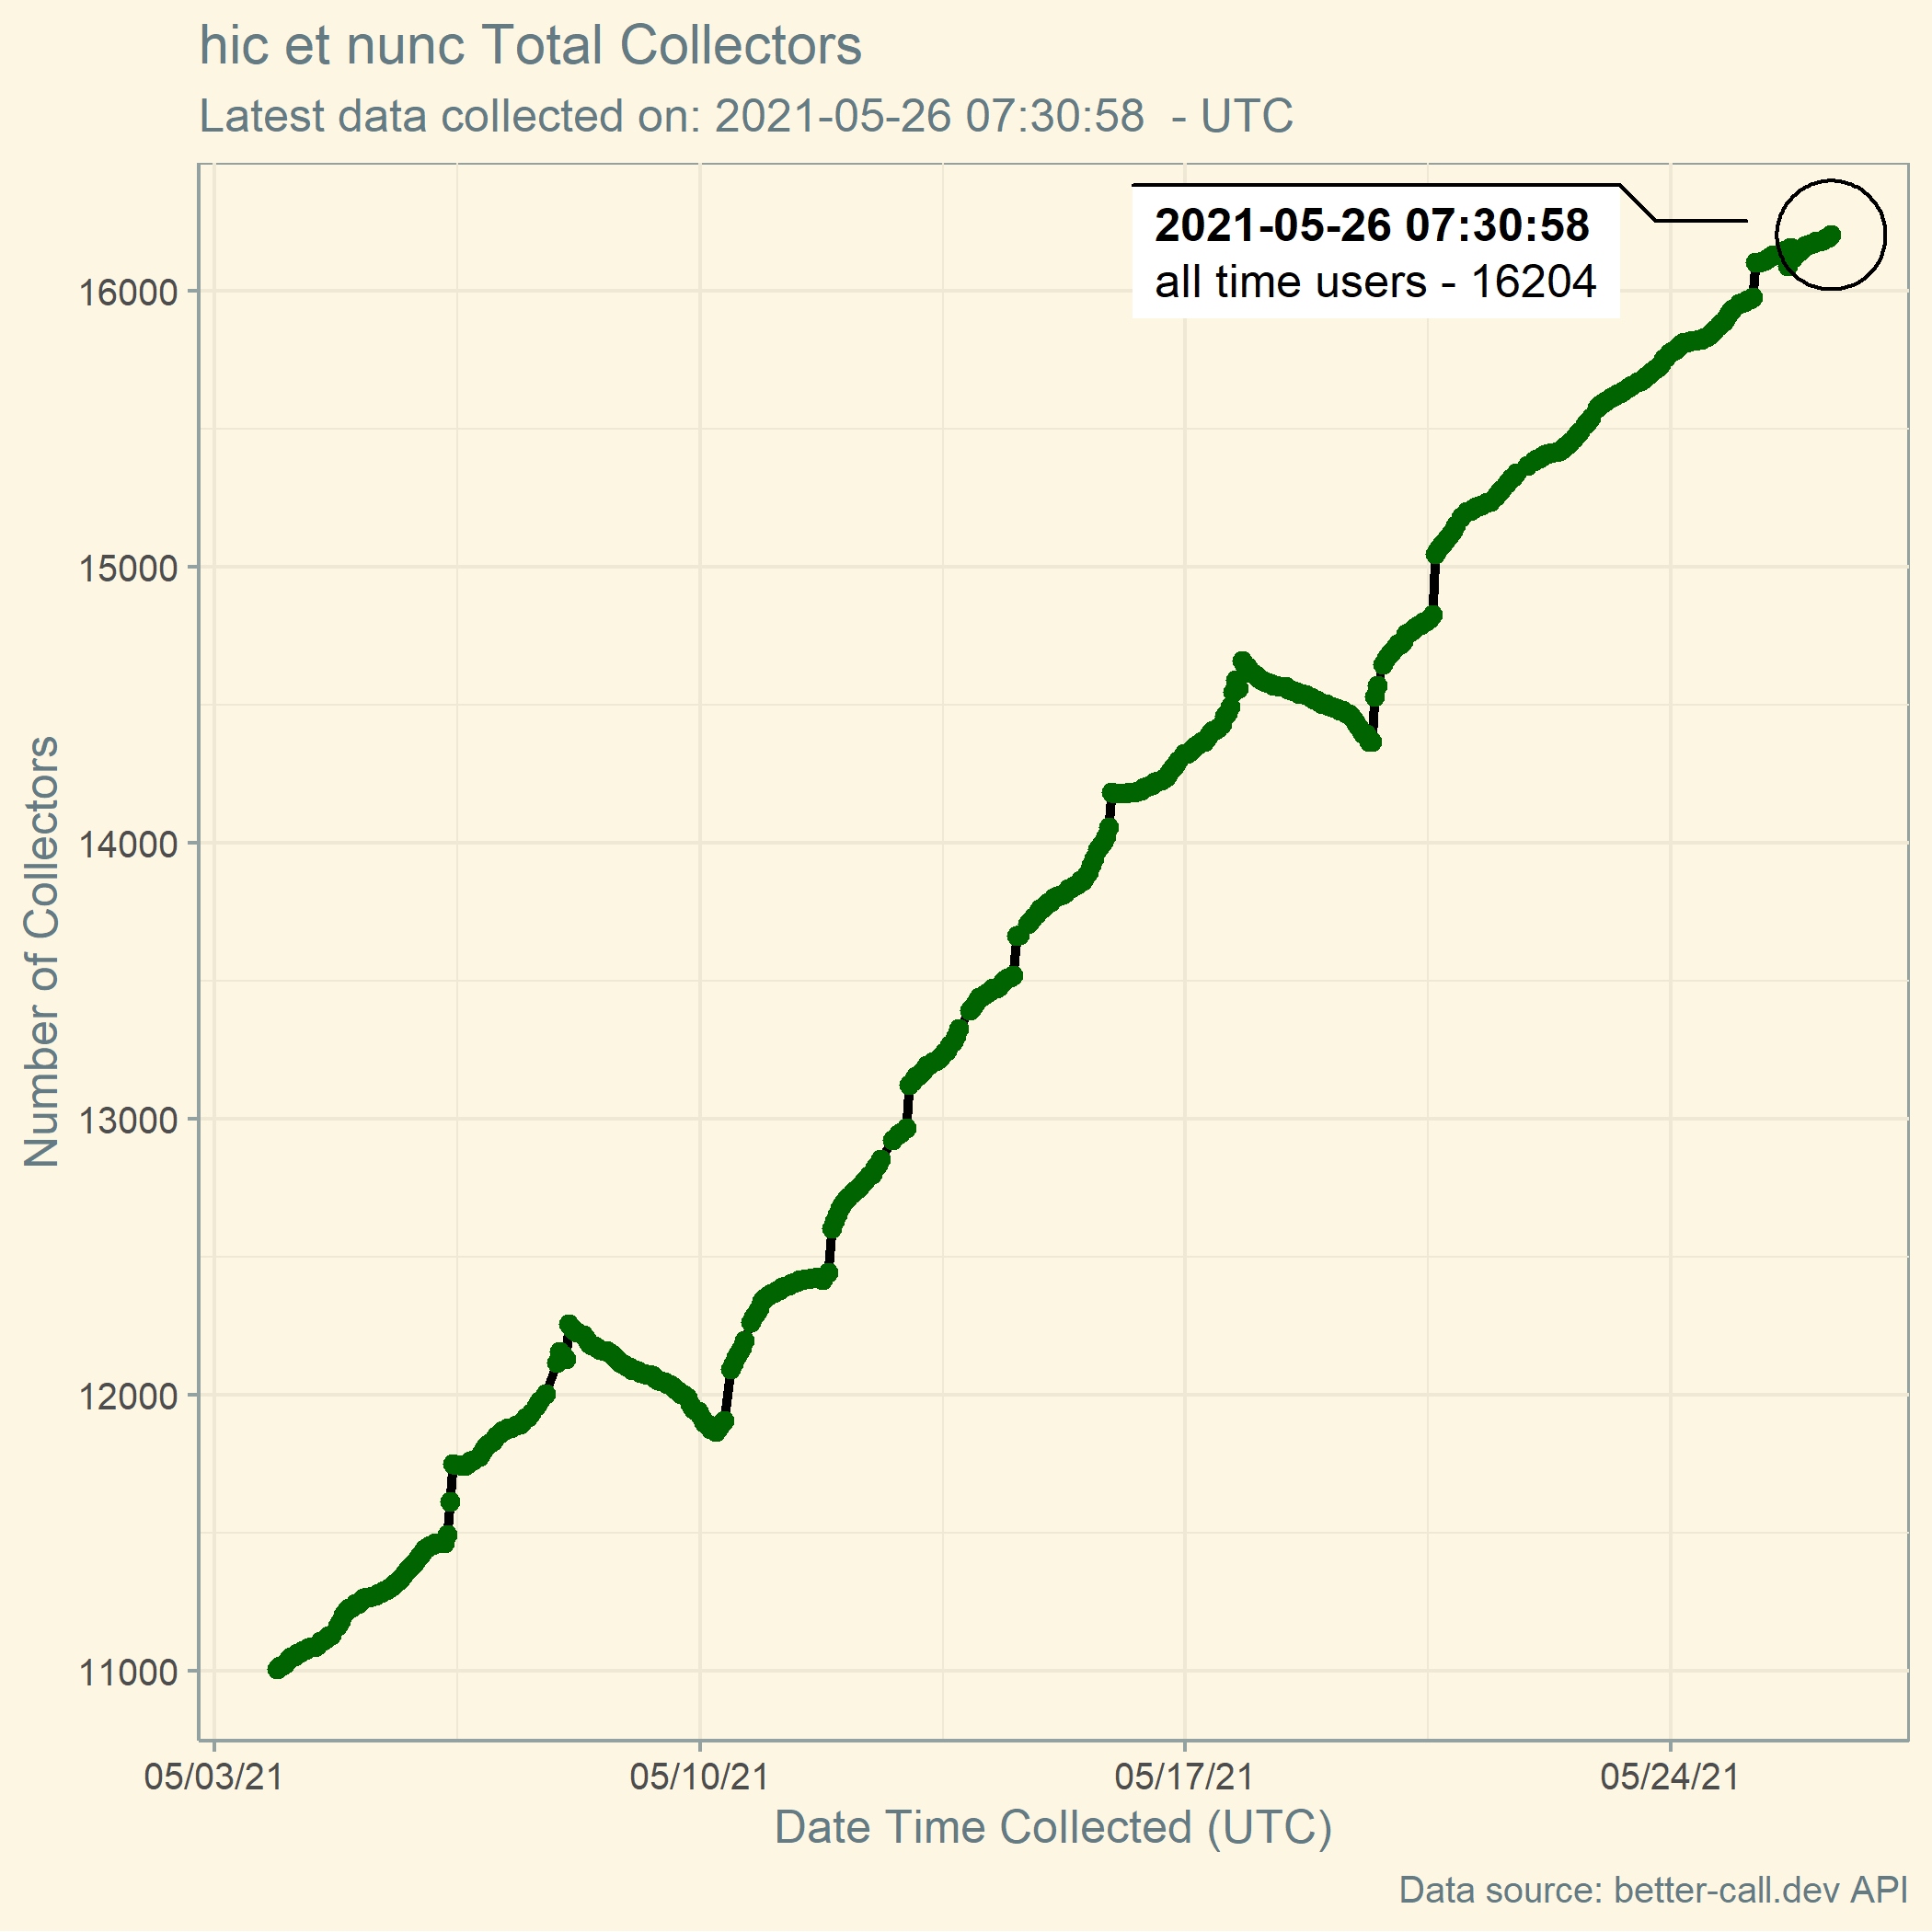 hic et nunc Total Collectors
Latest data collected on: 2021-05-26 07:30:58  - UTC
2021-05-26 07:30:58
all time users - 16204
16000
15000
14000
13000
12000
11000
Number of Collectors
05/03/21
05/10/21
05/17/21
05/24/21
Date Time Collected (UTC)
Data source: better-call.dev API